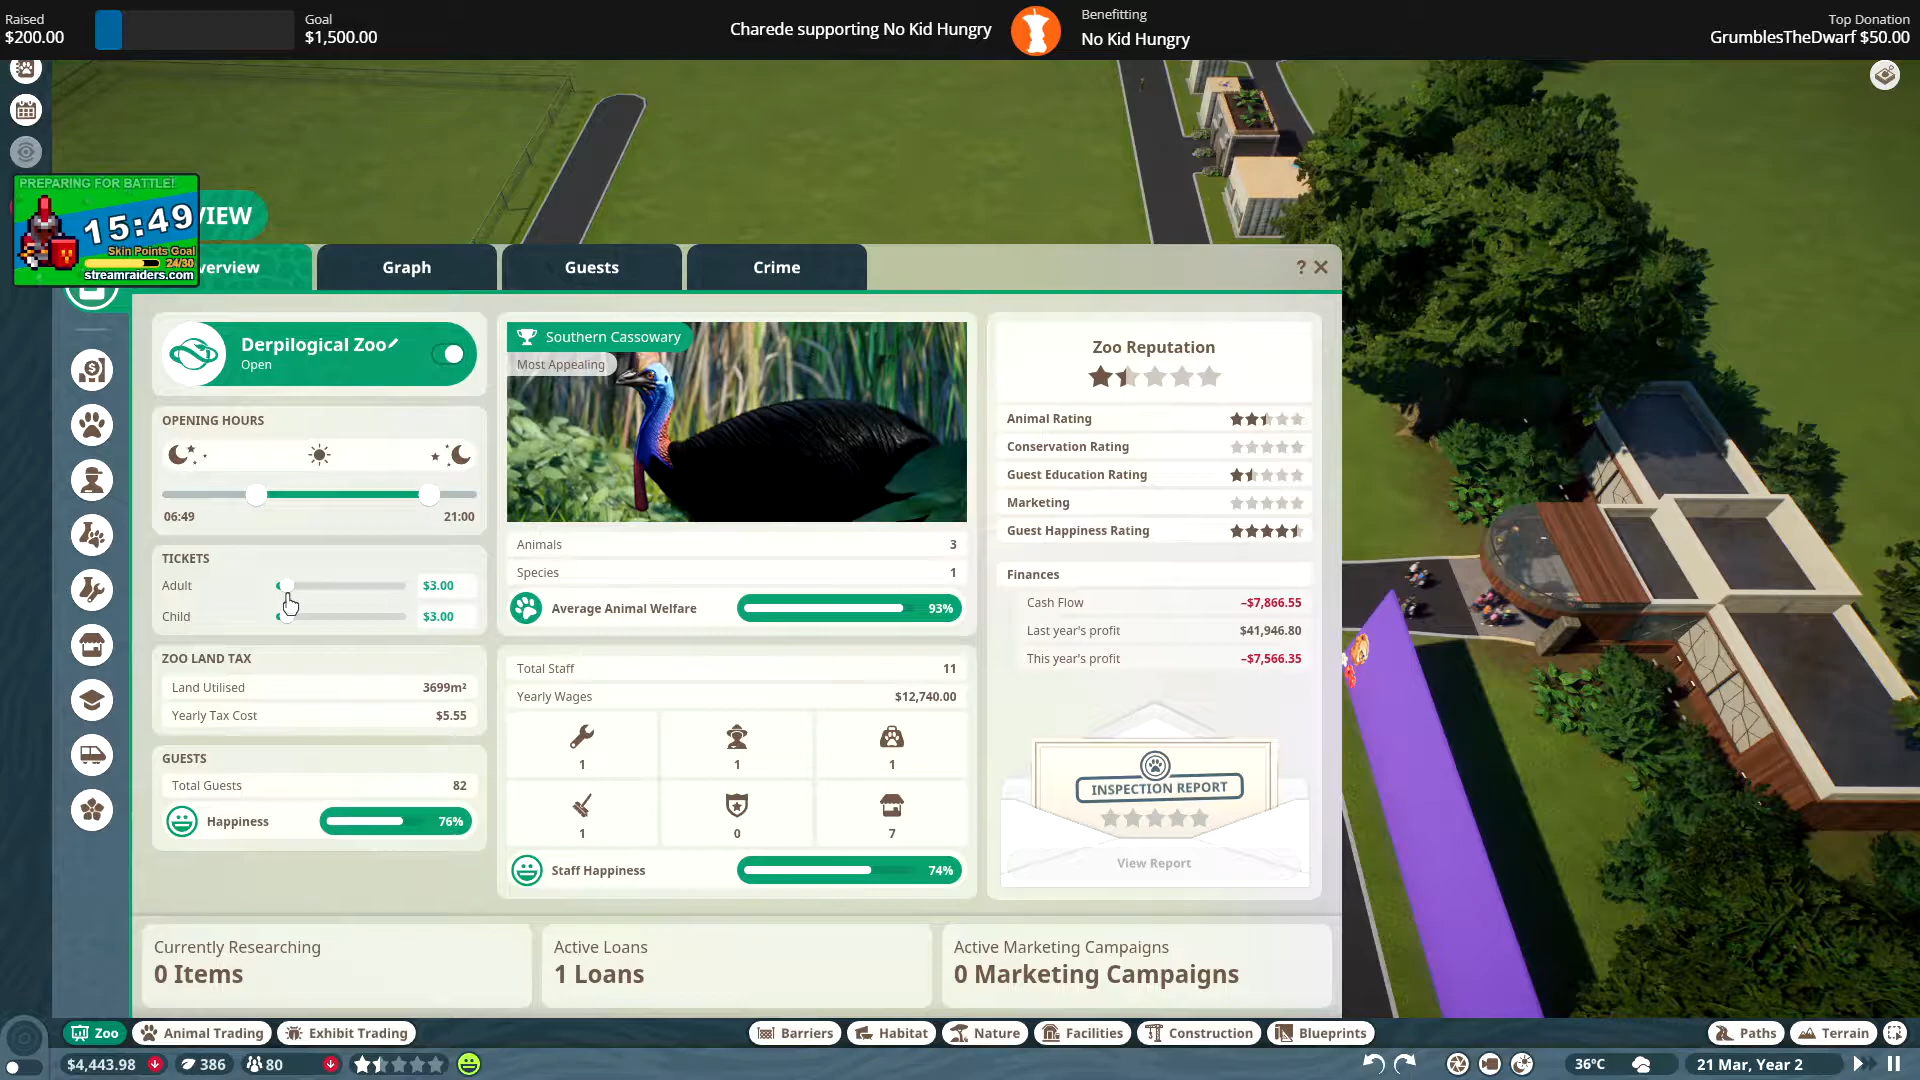 Raised
$200.00
Goal
$1,500.00
Charede supporting No Kid Hungry
Benefitting
No Kid Hungry
Top Donation
GrumblesTheDwarf $50.00
PREPARING FOR BATTLE!
15:49
Skin Points Goal
24/30
streamraiders.com
VIEW
verview
Graph
Guests
Crime
?
Derpilogical Zoo
Open
OPENING HOURS
06:49
21:00
TICKETS
Adult
$3.00
Child
$3.00
ZOO LAND TAX
Land Utilised
3699m²
Yearly Tax Cost
$5.55
GUESTS
Total Guests
82
Happiness
76%
Southern Cassowary
Most Appealing
Animals
3
Species
1
Average Animal Welfare
93%
Total Staff
11
Yearly Wages
$12,740.00
1
1
1
1
0
7
Staff Happiness
74%
Zoo Reputation
Animal Rating
Conservation Rating
Guest Education Rating
Marketing
Guest Happiness Rating
Finances
Cash Flow
–$7,866.55
Last year's profit
$41,946.80
This year's profit
–$7,566.35
INSPECTION REPORT
View Report
Currently Researching
0 Items
Active Loans
1 Loans
Active Marketing Campaigns
0 Marketing Campaigns
Zoo
Animal Trading
Exhibit Trading
Barriers
Habitat
Nature
Facilities
Construction
Blueprints
Paths
Terrain
$4,443.98
386
80
36°C
21 Mar, Year 2